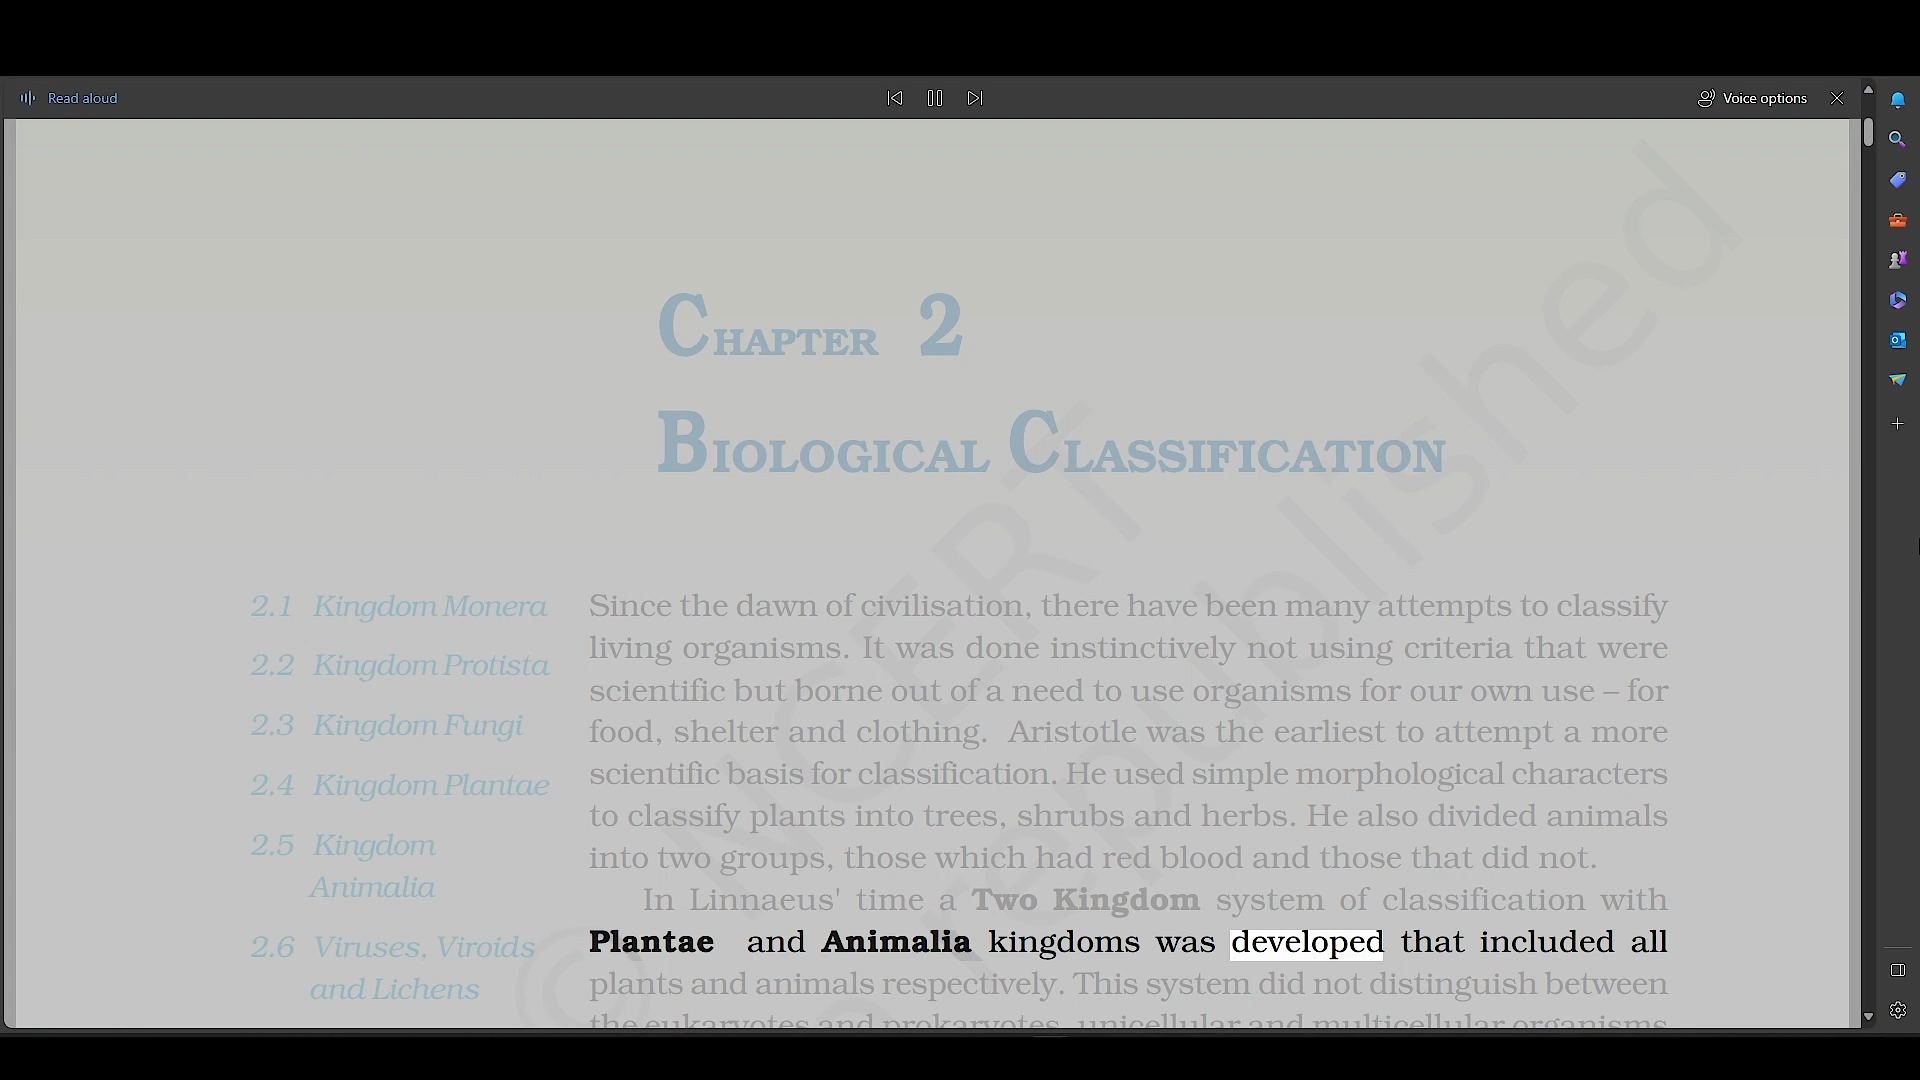 Read aloud
Voice options
CHAPTER 2
BIOLOGICAL CLASSIFICATION
2.1 Kingdom Monera
2.2 Kingdom Protista
2.3 Kingdom Fungi
2.4 Kingdom Plantae
2.5 Kingdom
Animalia
2.6 Viruses, Viroids
and Lichens
Since the dawn of civilisation, there have been many attempts to classify
living organisms. It was done instinctively not using criteria that were
scientific but borne out of a need to use organisms for our own use – for
food, shelter and clothing. Aristotle was the earliest to attempt a more
scientific basis for classification. He used simple morphological characters
to classify plants into trees, shrubs and herbs. He also divided animals
into two groups, those which had red blood and those that did not.
In Linnaeus' time a Two Kingdom system of classification with
Plantae and Animalia kingdoms was developed that included all
plants and animals respectively. This system did not distinguish between
the eukaryotes and prokaryotes, unicellular and multicellular organisms
© NCERT
republished